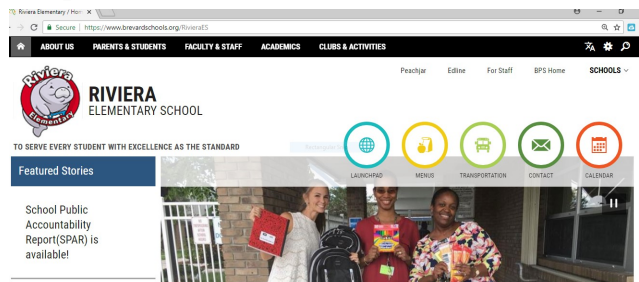 Riviera Elementary / Hom
Secure https://www.brevardschools.org/RivieraES
ABOUT US PARENTS & STUDENTS FACULTY & STAFF ACADEMICS CLUBS & ACTIVITIES
Peachjar Edline For Staff BPS Home SCHOOLS
Riviera
Elementary
RIVIERA
ELEMENTARY SCHOOL
TO SERVE EVERY STUDENT WITH EXCELLENCE AS THE STANDARD
LAUNCHPAD MENUS TRANSPORTATION CONTACT CALENDAR
Featured Stories
School Public
Accountability
Report(SPAR) is
available!